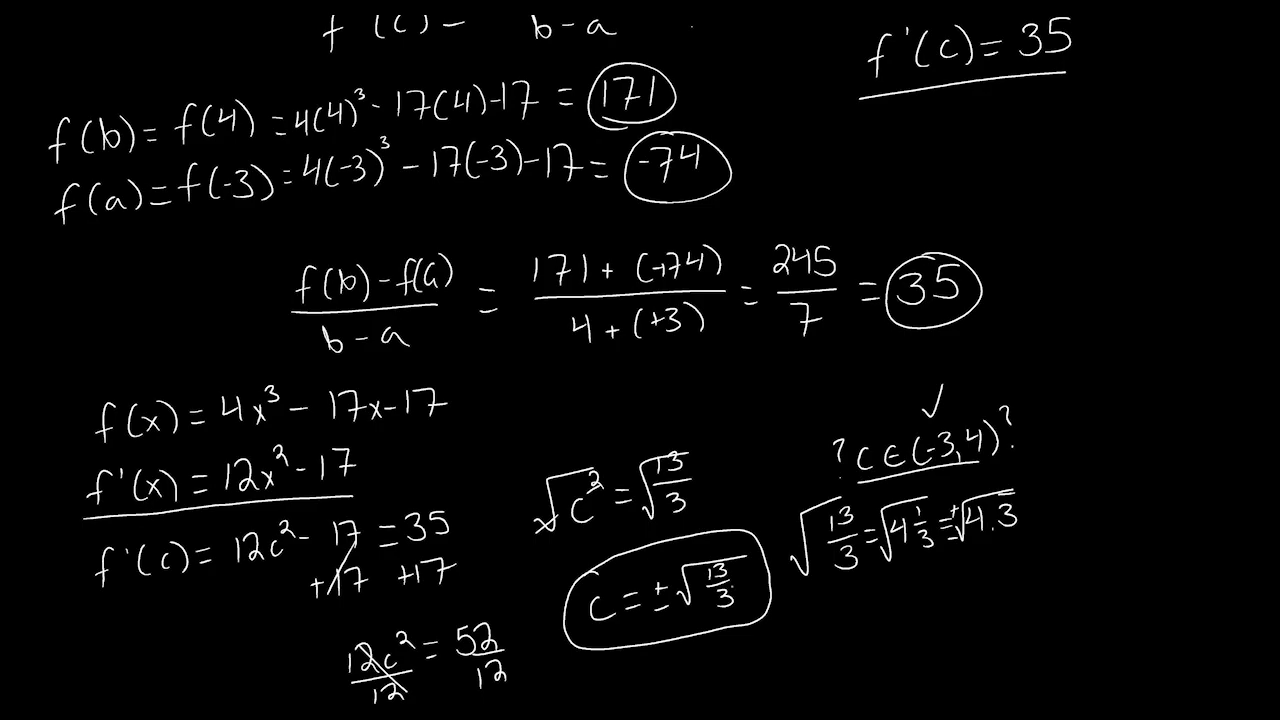 f'(c) = b-a
f'(c) = 35
f(b) = f(4) = 4(4)³ - 17(4) - 17 = 171
f(a) = f(-3) = 4(-3)³ - 17(-3) - 17 = -74
f(b) - f(a) / b - a = 171 + (+74) / 4 + (+3) = 245 / 7 = 35
f(x) = 4x³ - 17x - 17
f'(x) = 12x² - 17
f'(c) = 12c² - 17 = 35
+17 +17
12c² / 12 = 52 / 12
√c² = √13/3
c = ±√13/3
✓
? c ∈ (-3, 4) ?
√13/3 = √4 1/3 = ±√4.3